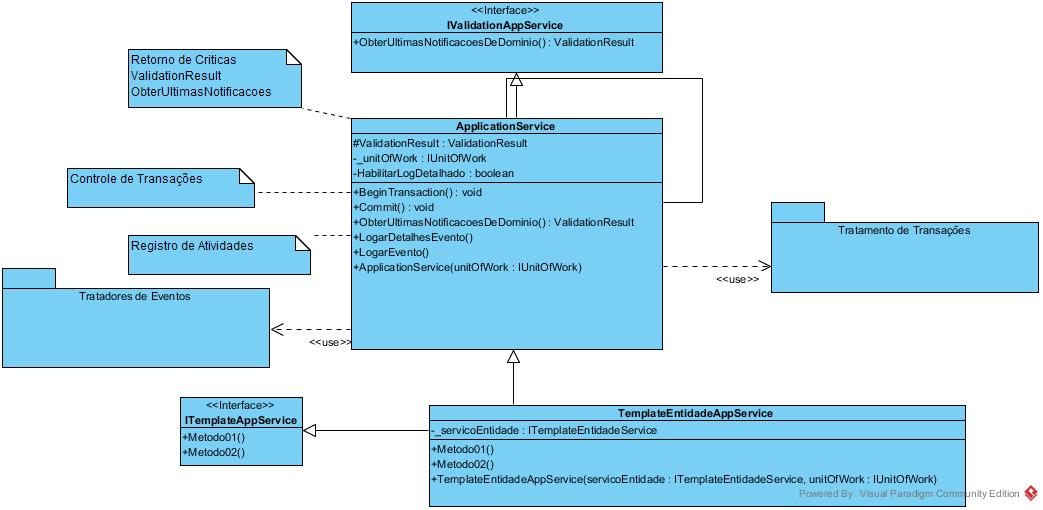 <<Interface>>
IValidationAppService
+ObterUltimasNotificacoesDeDominio() : ValidationResult
Retorno de Criticas
ValidationResult
ObterUltimasNotificacoes
ApplicationService
#ValidationResult : ValidationResult
-_unitOfWork : IUnitOfWork
-HabilitarLogDetalhado : boolean
+BeginTransaction() : void
+Commit() : void
+ObterUltimasNotificacoesDeDominio() : ValidationResult
+LogarDetalhesEvento()
+LogarEvento()
+ApplicationService(unitOfWork : IUnitOfWork)
Controle de Transações
Registro de Atividades
Tratamento de Transações
<<use>>
Tratadores de Eventos
<<use>>
<<Interface>>
ITemplateAppService
+Metodo01()
+Metodo02()
TemplateEntidadeAppService
-_servicoEntidade : ITemplateEntidadeService
+Metodo01()
+Metodo02()
+TemplateEntidadeAppService(servicoEntidade : ITemplateEntidadeService, unitOfWork : IUnitOfWork)
Powered By Visual Paradigm Community Edition